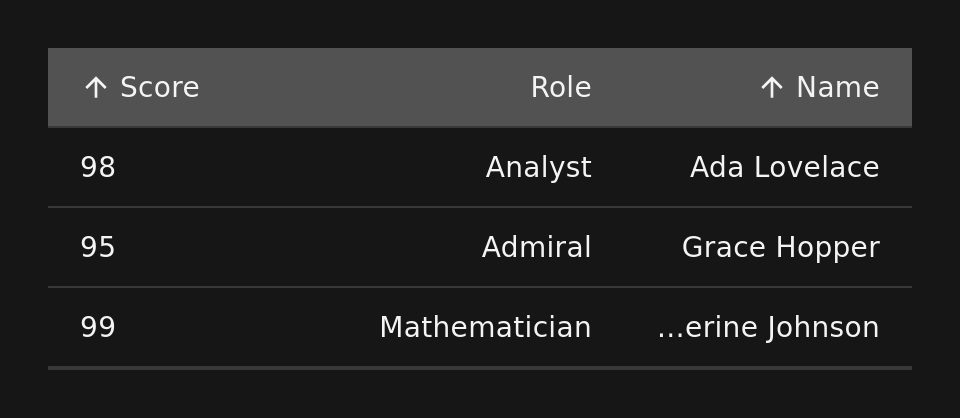 ↑ Score Role ↑ Name
98 Analyst Ada Lovelace
95 Admiral Grace Hopper
99 Mathematician ...erine Johnson